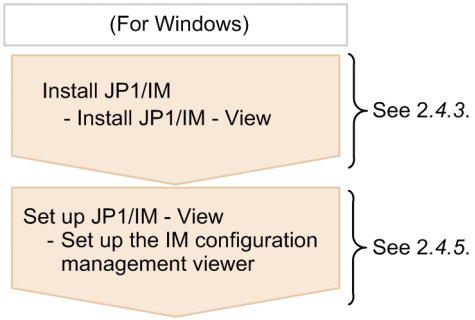 (For Windows)
Install JP1/IM
- Install JP1/IM - View
See 2.4.3.
Set up JP1/IM - View
- Set up the IM configuration
management viewer
See 2.4.5.